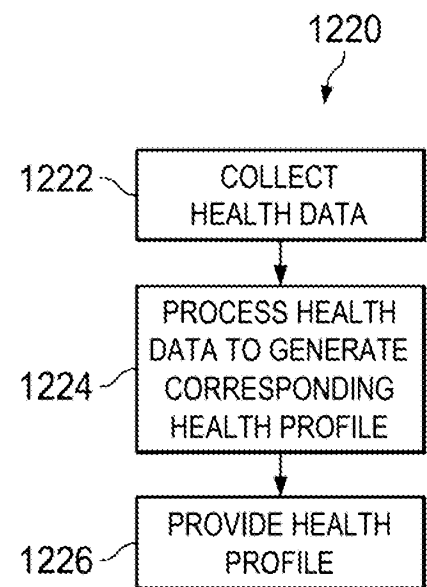 1220
1222
COLLECT
HEALTH DATA
1224
PROCESS HEALTH
DATA TO GENERATE
CORRESPONDING
HEALTH PROFILE
1226
PROVIDE HEALTH
PROFILE